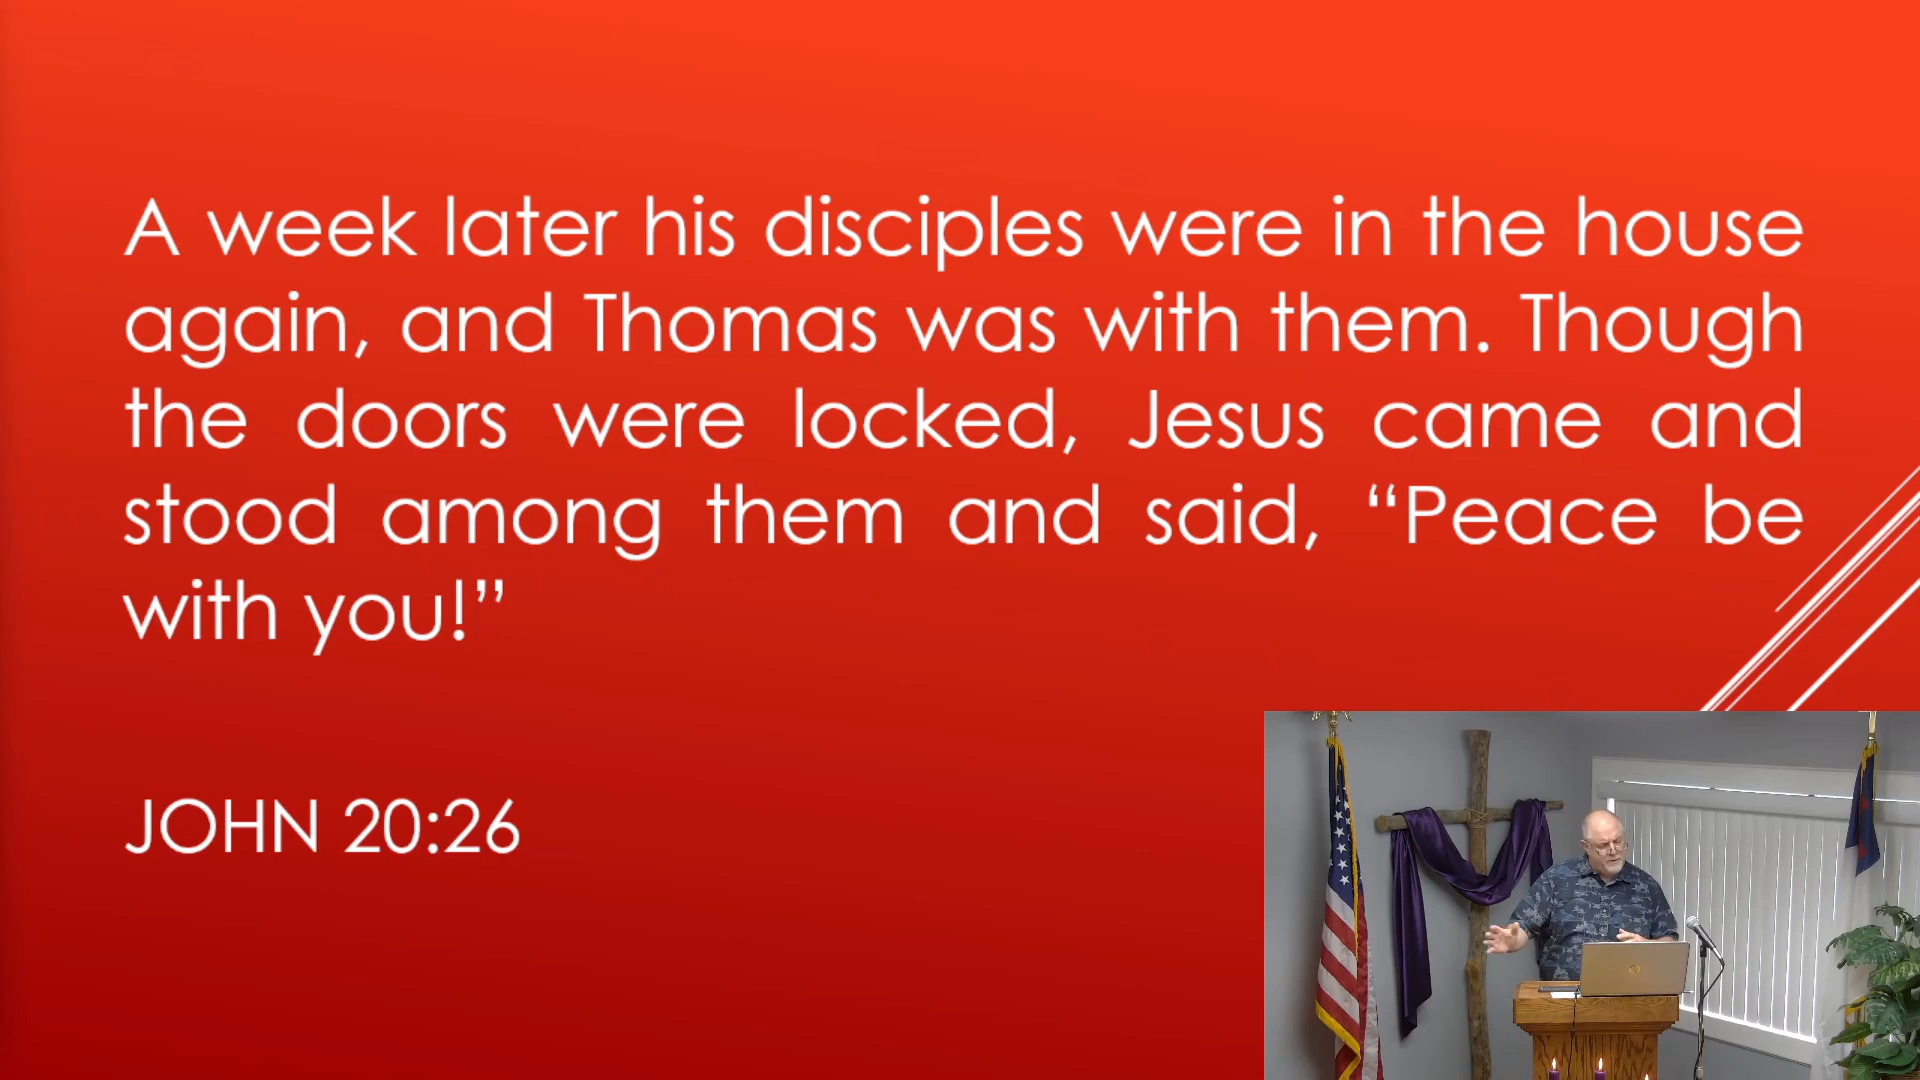 A week later his disciples were in the house
again, and Thomas was with them. Though
the doors were locked, Jesus came and
stood among them and said, “Peace be
with you!”
JOHN 20:26